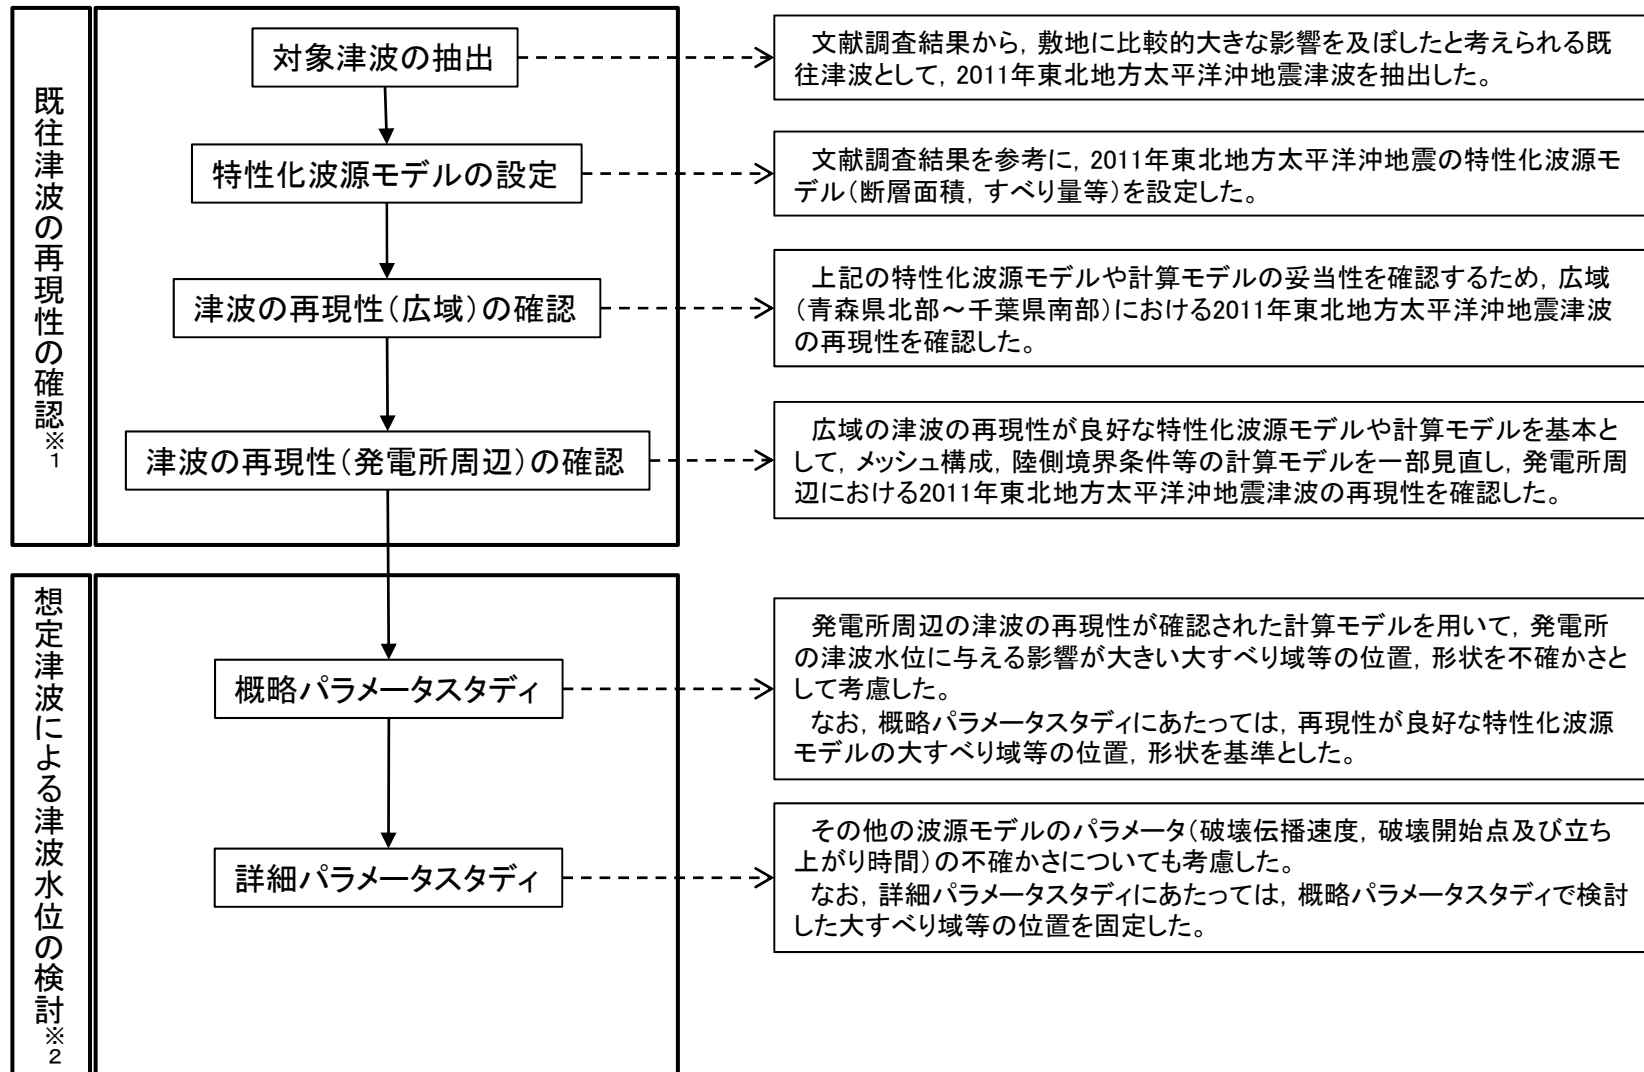 既往津波の再現性の確認※1
対象津波の抽出
文献調査結果から，敷地に比較的大きな影響を及ぼしたと考えられる既
往津波として，2011年東北地方太平洋沖地震津波を抽出した。
特性化波源モデルの設定
文献調査結果を参考に，2011年東北地方太平洋沖地震の特性化波源モ
デル（断層面積，すべり量等）を設定した。
津波の再現性（広域）の確認
上記の特性化波源モデルや計算モデルの妥当性を確認するため，広域
（青森県北部～千葉県南部）における2011年東北地方太平洋沖地震津波
の再現性を確認した。
津波の再現性（発電所周辺）の確認
広域の津波の再現性が良好な特性化波源モデルや計算モデルを基本と
して，メッシュ構成，陸側境界条件等の計算モデルを一部見直し，発電所周
辺における2011年東北地方太平洋沖地震津波の再現性を確認した。
想定津波による津波水位の検討※2
概略パラメータスタディ
発電所周辺の津波の再現性が確認された計算モデルを用いて，発電所
の津波水位に与える影響が大きい大すべり域等の位置，形状を不確かさと
して考慮した。
なお，概略パラメータスタディにあたっては，再現性が良好な特性化波源
モデルの大すべり域等の位置，形状を基準とした。
詳細パラメータスタディ
その他の波源モデルのパラメータ（破壊伝播速度，破壊開始点及び立ち
上がり時間）の不確かさについても考慮した。
なお，詳細パラメータスタディにあたっては，概略パラメータスタディで検討
した大すべり域等の位置を固定した。